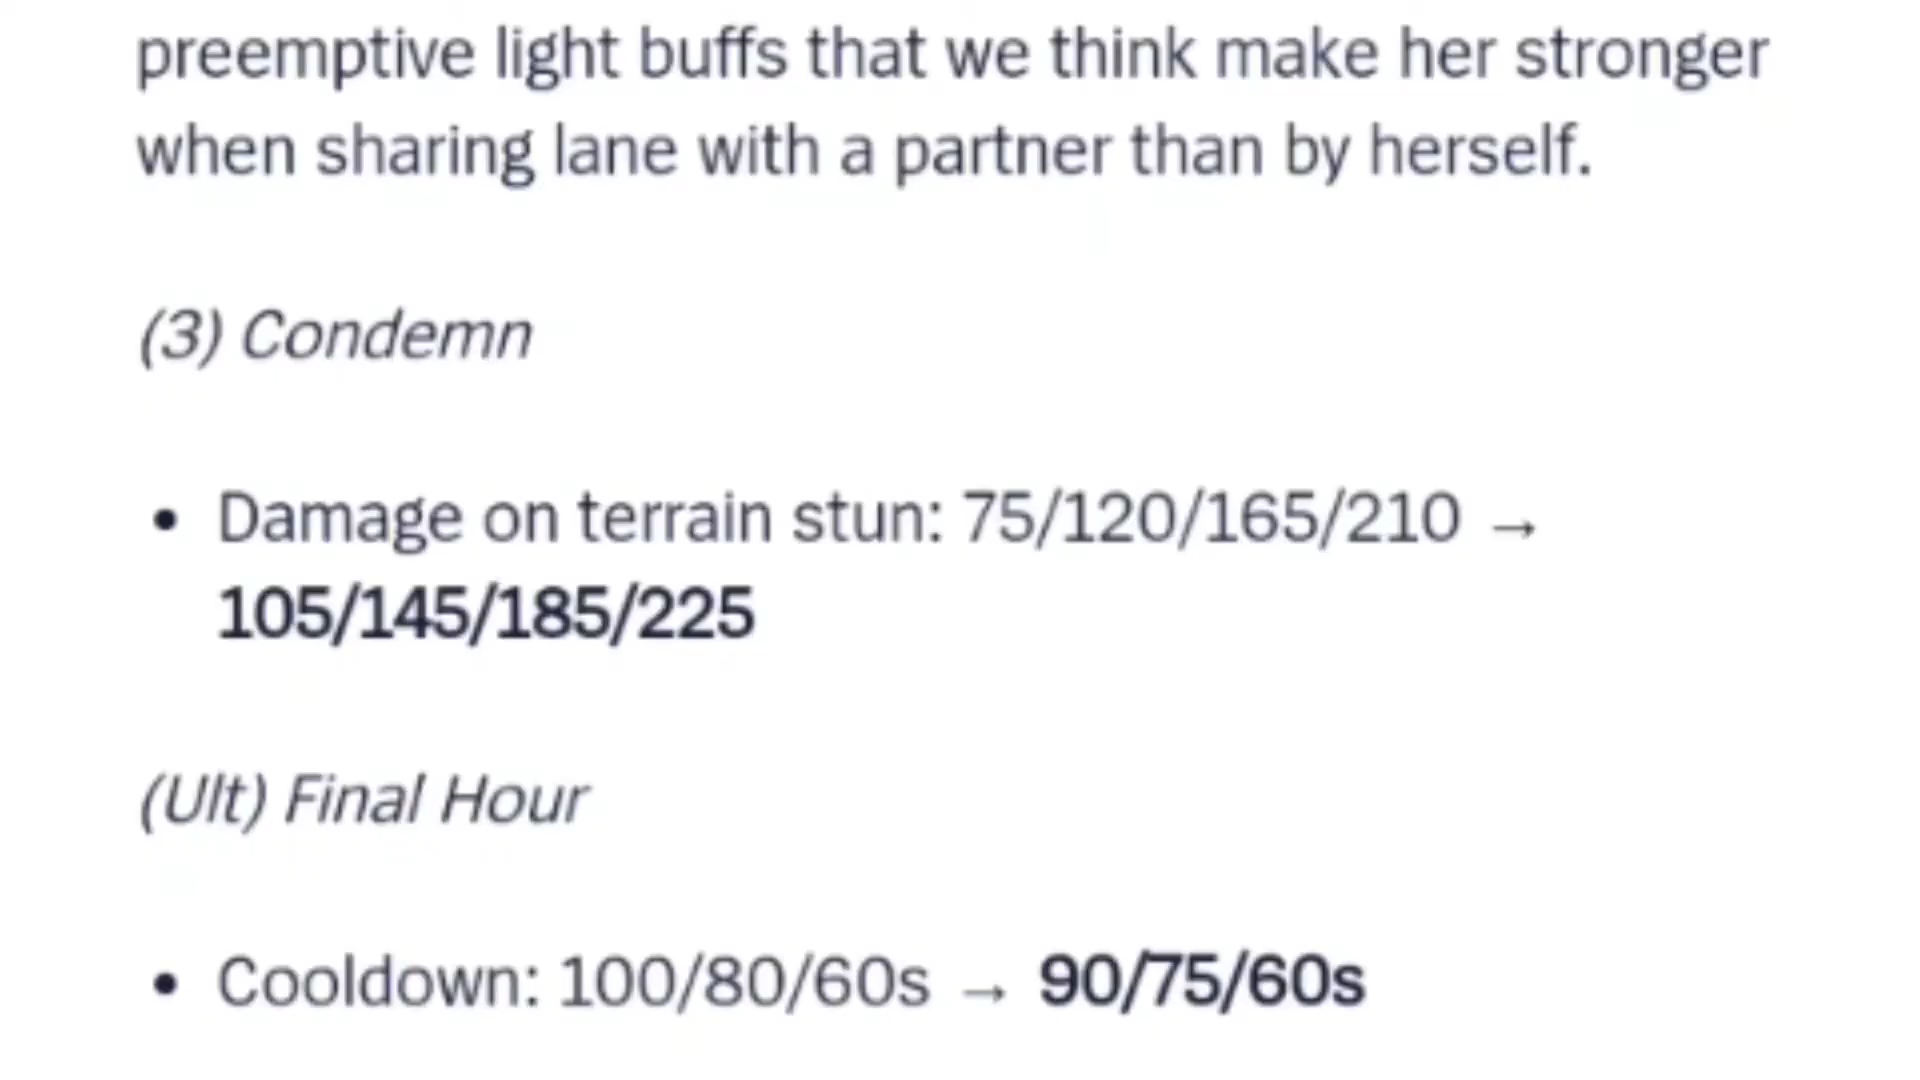 preemptive light buffs that we think make her stronger
when sharing lane with a partner than by herself.
(3) Condemn
• Damage on terrain stun: 75/120/165/210 →
105/145/185/225
(Ult) Final Hour
• Cooldown: 100/80/60s → 90/75/60s